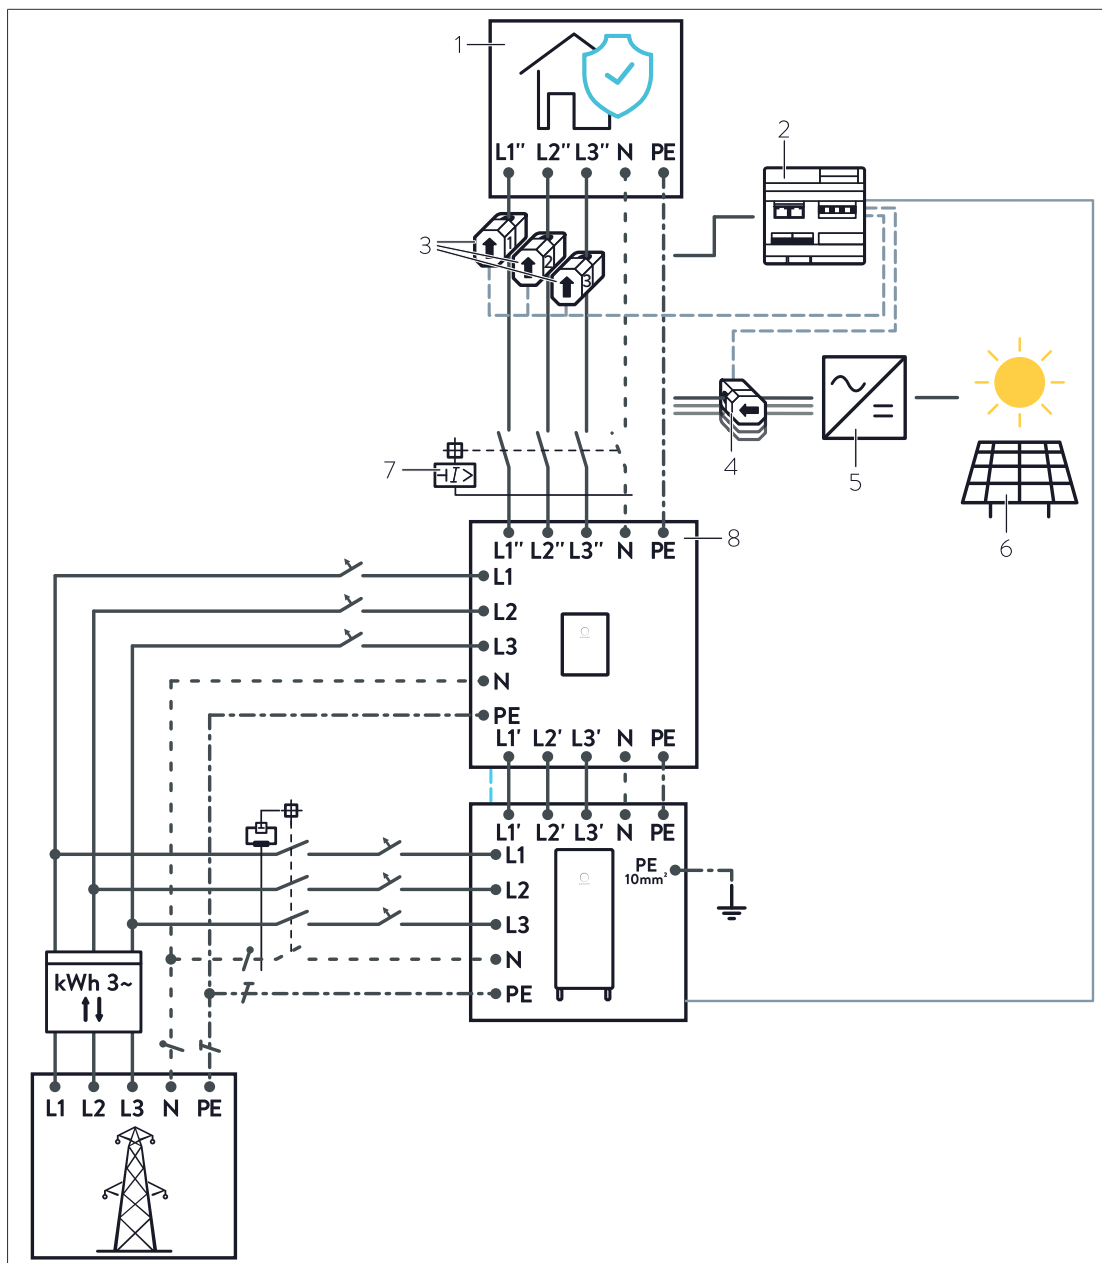 1
L1″ L2″ L3″ N PE
2
3
1
2
3
4
5
6
7
I>
8
L1″ L2″ L3″ N PE
L1
L2
L3
N
PE
L1′ L2′ L3′ N PE
L1′ L2′ L3′ N PE
L1
L2
L3
N
PE
PE
10mm²
kWh 3~
L1 L2 L3 N PE